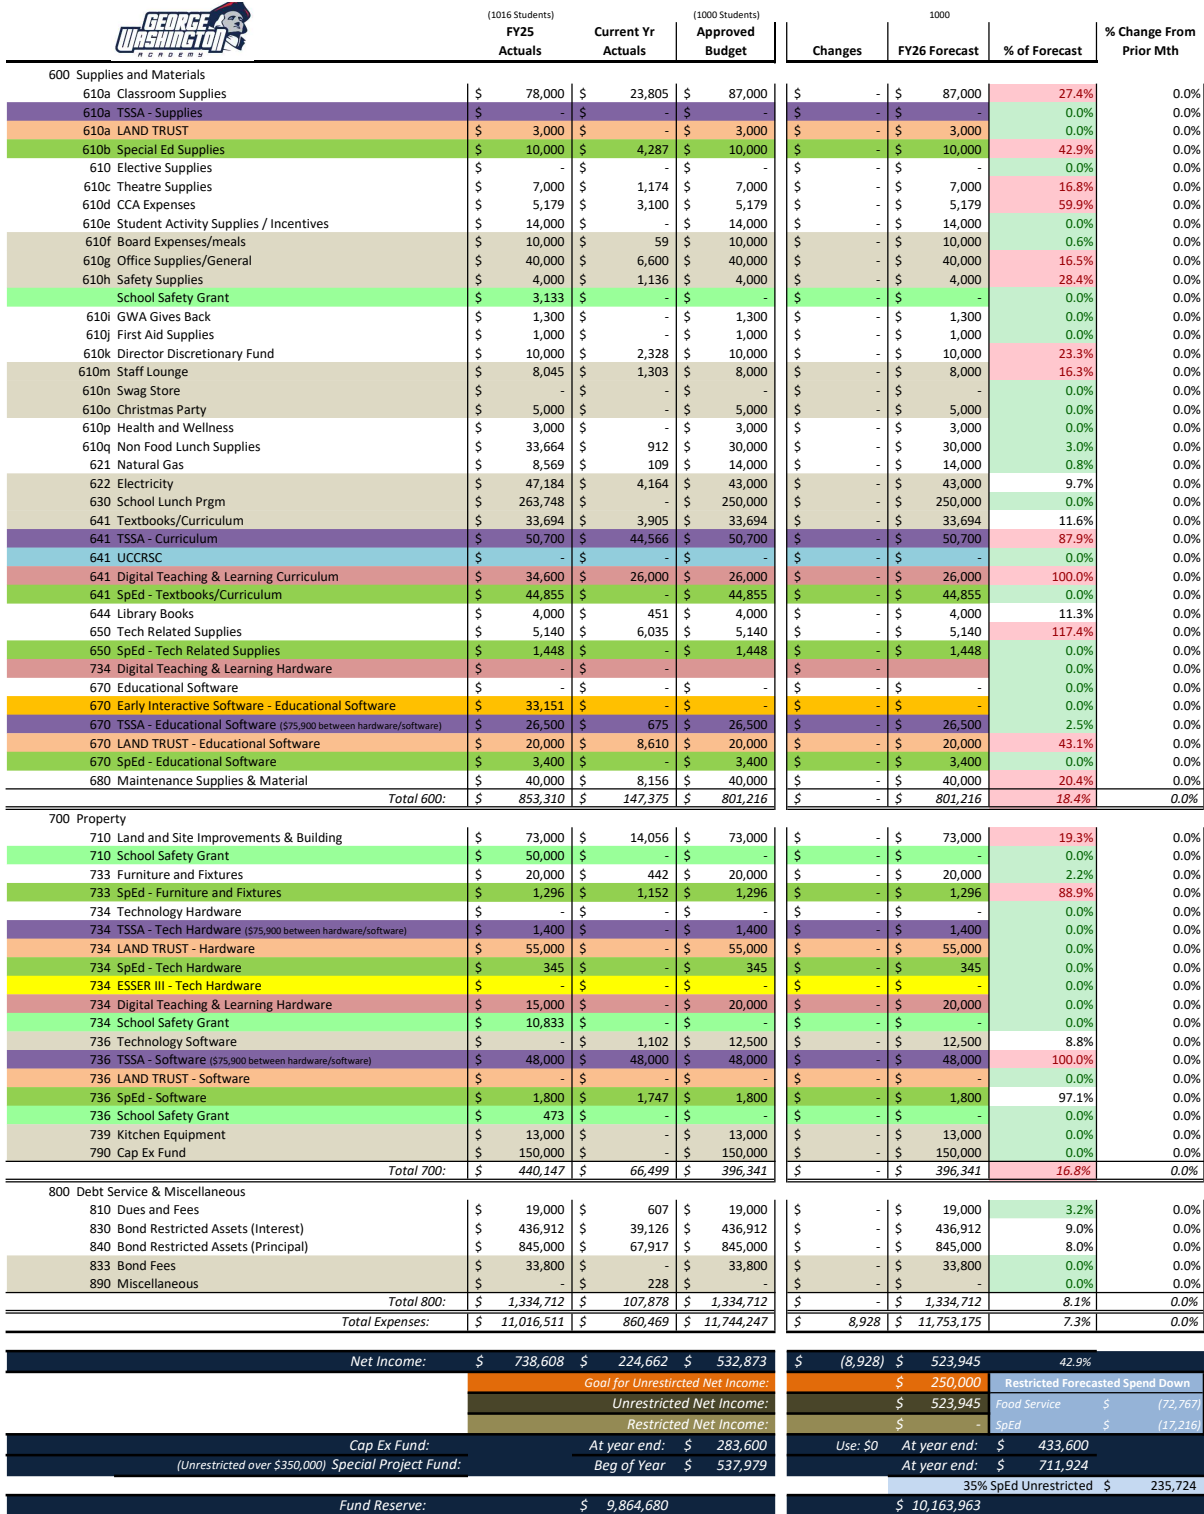 GEORGE
WASHINGTON
ACADEMY
(1016 Students) (1000 Students) 1000
FY25 Current Yr Approved % Change From
Actuals Actuals Budget Changes FY26 Forecast % of Forecast Prior Mth
600 Supplies and Materials
610a Classroom Supplies $ 78,000 $ 23,805 $ 87,000 $ - $ 87,000 27.4% 0.0%
610a TSSA - Supplies $ - $ - $ - $ - $ - 0.0% 0.0%
610a LAND TRUST $ 3,000 $ - $ 3,000 $ - $ 3,000 0.0% 0.0%
610b Special Ed Supplies $ 10,000 $ 4,287 $ 10,000 $ - $ 10,000 42.9% 0.0%
610 Elective Supplies $ - $ - $ - $ - $ - 0.0% 0.0%
610c Theatre Supplies $ 7,000 $ 1,174 $ 7,000 $ - $ 7,000 16.8% 0.0%
610d CCA Expenses $ 5,179 $ 3,100 $ 5,179 $ - $ 5,179 59.9% 0.0%
610e Student Activity Supplies / Incentives $ 14,000 $ - $ 14,000 $ - $ 14,000 0.0% 0.0%
610f Board Expenses/meals $ 10,000 $ 59 $ 10,000 $ - $ 10,000 0.6% 0.0%
610g Office Supplies/General $ 40,000 $ 6,600 $ 40,000 $ - $ 40,000 16.5% 0.0%
610h Safety Supplies $ 4,000 $ 1,136 $ 4,000 $ - $ 4,000 28.4% 0.0%
School Safety Grant $ 3,133 $ - $ - $ - $ - 0.0% 0.0%
610i GWA Gives Back $ 1,300 $ - $ 1,300 $ - $ 1,300 0.0% 0.0%
610j First Aid Supplies $ 1,000 $ - $ 1,000 $ - $ 1,000 0.0% 0.0%
610k Director Discretionary Fund $ 10,000 $ 2,328 $ 10,000 $ - $ 10,000 23.3% 0.0%
610m Staff Lounge $ 8,045 $ 1,303 $ 8,000 $ - $ 8,000 16.3% 0.0%
610n Swag Store $ - $ - $ - $ - $ - 0.0% 0.0%
610o Christmas Party $ 5,000 $ - $ 5,000 $ - $ 5,000 0.0% 0.0%
610p Health and Wellness $ 3,000 $ - $ 3,000 $ - $ 3,000 0.0% 0.0%
610q Non Food Lunch Supplies $ 33,664 $ 912 $ 30,000 $ - $ 30,000 3.0% 0.0%
621 Natural Gas $ 8,569 $ 109 $ 14,000 $ - $ 14,000 0.8% 0.0%
622 Electricity $ 47,184 $ 4,164 $ 43,000 $ - $ 43,000 9.7% 0.0%
630 School Lunch Prgm $ 263,748 $ - $ 250,000 $ - $ 250,000 0.0% 0.0%
641 Textbooks/Curriculum $ 33,694 $ 3,905 $ 33,694 $ - $ 33,694 11.6% 0.0%
641 TSSA - Curriculum $ 50,700 $ 44,566 $ 50,700 $ - $ 50,700 87.9% 0.0%
641 UCCRSC $ - $ - $ - $ - $ - 0.0% 0.0%
641 Digital Teaching & Learning Curriculum $ 34,600 $ 26,000 $ 26,000 $ - $ 26,000 100.0% 0.0%
641 SpEd - Textbooks/Curriculum $ 44,855 $ - $ 44,855 $ - $ 44,855 0.0% 0.0%
644 Library Books $ 4,000 $ 451 $ 4,000 $ - $ 4,000 11.3% 0.0%
650 Tech Related Supplies $ 5,140 $ 6,035 $ 5,140 $ - $ 5,140 117.4% 0.0%
650 SpEd - Tech Related Supplies $ 1,448 $ - $ 1,448 $ - $ 1,448 0.0% 0.0%
734 Digital Teaching & Learning Hardware $ - $ - $ - 0.0% 0.0%
670 Educational Software $ - $ - $ - $ - $ - 0.0% 0.0%
670 Early Interactive Software - Educational Software $ 33,151 $ - $ - $ - $ - 0.0% 0.0%
670 TSSA - Educational Software ($75,900 between hardware/software) $ 26,500 $ 675 $ 26,500 $ - $ 26,500 2.5% 0.0%
670 LAND TRUST - Educational Software $ 20,000 $ 8,610 $ 20,000 $ - $ 20,000 43.1% 0.0%
670 SpEd - Educational Software $ 3,400 $ - $ 3,400 $ - $ 3,400 0.0% 0.0%
680 Maintenance Supplies & Material $ 40,000 $ 8,156 $ 40,000 $ - $ 40,000 20.4% 0.0%
Total 600: $ 853,310 $ 147,375 $ 801,216 $ - $ 801,216 18.4% 0.0%
700 Property
710 Land and Site Improvements & Building $ 73,000 $ 14,056 $ 73,000 $ - $ 73,000 19.3% 0.0%
710 School Safety Grant $ 50,000 $ - $ - $ - $ - 0.0% 0.0%
733 Furniture and Fixtures $ 20,000 $ 442 $ 20,000 $ - $ 20,000 2.2% 0.0%
733 SpEd - Furniture and Fixtures $ 1,296 $ 1,152 $ 1,296 $ - $ 1,296 88.9% 0.0%
734 Technology Hardware $ - $ - $ - $ - $ - 0.0% 0.0%
734 TSSA - Tech Hardware ($75,900 between hardware/software) $ 1,400 $ - $ 1,400 $ - $ 1,400 0.0% 0.0%
734 LAND TRUST - Hardware $ 55,000 $ - $ 55,000 $ - $ 55,000 0.0% 0.0%
734 SpEd - Tech Hardware $ 345 $ - $ 345 $ - $ 345 0.0% 0.0%
734 ESSER III - Tech Hardware $ - $ - $ - $ - $ - 0.0% 0.0%
734 Digital Teaching & Learning Hardware $ 15,000 $ - $ 20,000 $ - $ 20,000 0.0% 0.0%
734 School Safety Grant $ 10,833 $ - $ - $ - $ - 0.0% 0.0%
736 Technology Software $ - $ 1,102 $ 12,500 $ - $ 12,500 8.8% 0.0%
736 TSSA - Software ($75,900 between hardware/software) $ 48,000 $ 48,000 $ 48,000 $ - $ 48,000 100.0% 0.0%
736 LAND TRUST - Software $ - $ - $ - $ - $ - 0.0% 0.0%
736 SpEd - Software $ 1,800 $ 1,747 $ 1,800 $ - $ 1,800 97.1% 0.0%
736 School Safety Grant $ 473 $ - $ - $ - $ - 0.0% 0.0%
739 Kitchen Equipment $ 13,000 $ - $ 13,000 $ - $ 13,000 0.0% 0.0%
790 Cap Ex Fund $ 150,000 $ - $ 150,000 $ - $ 150,000 0.0% 0.0%
Total 700: $ 440,147 $ 66,499 $ 396,341 $ - $ 396,341 16.8% 0.0%
800 Debt Service & Miscellaneous
810 Dues and Fees $ 19,000 $ 607 $ 19,000 $ - $ 19,000 3.2% 0.0%
830 Bond Restricted Assets (Interest) $ 436,912 $ 39,126 $ 436,912 $ - $ 436,912 9.0% 0.0%
840 Bond Restricted Assets (Principal) $ 845,000 $ 67,917 $ 845,000 $ - $ 845,000 8.0% 0.0%
833 Bond Fees $ 33,800 $ - $ 33,800 $ - $ 33,800 0.0% 0.0%
890 Miscellaneous $ - $ 228 $ - $ - $ - 0.0% 0.0%
Total 800: $ 1,334,712 $ 107,878 $ 1,334,712 $ - $ 1,334,712 8.1% 0.0%
Total Expenses: $ 11,016,511 $ 860,469 $ 11,744,247 $ 8,928 $ 11,753,175 7.3% 0.0%
Net Income: $ 738,608 $ 224,662 $ 532,873 $ (8,928) $ 523,945 42.9%
Goal for Unrestircted Net Income: $ 250,000 Restricted Forecasted Spend Down
Unrestricted Net Income: $ 523,945 Food Service $ (72,767)
Restricted Net Income: $ - SpEd $ (17,216)
Cap Ex Fund: At year end: $ 283,600 Use: $0 At year end: $ 433,600
(Unrestricted over $350,000) Special Project Fund: Beg of Year $ 537,979 At year end: $ 711,924
35% SpEd Unrestricted $ 235,724
Fund Reserve: $ 9,864,680 $ 10,163,963